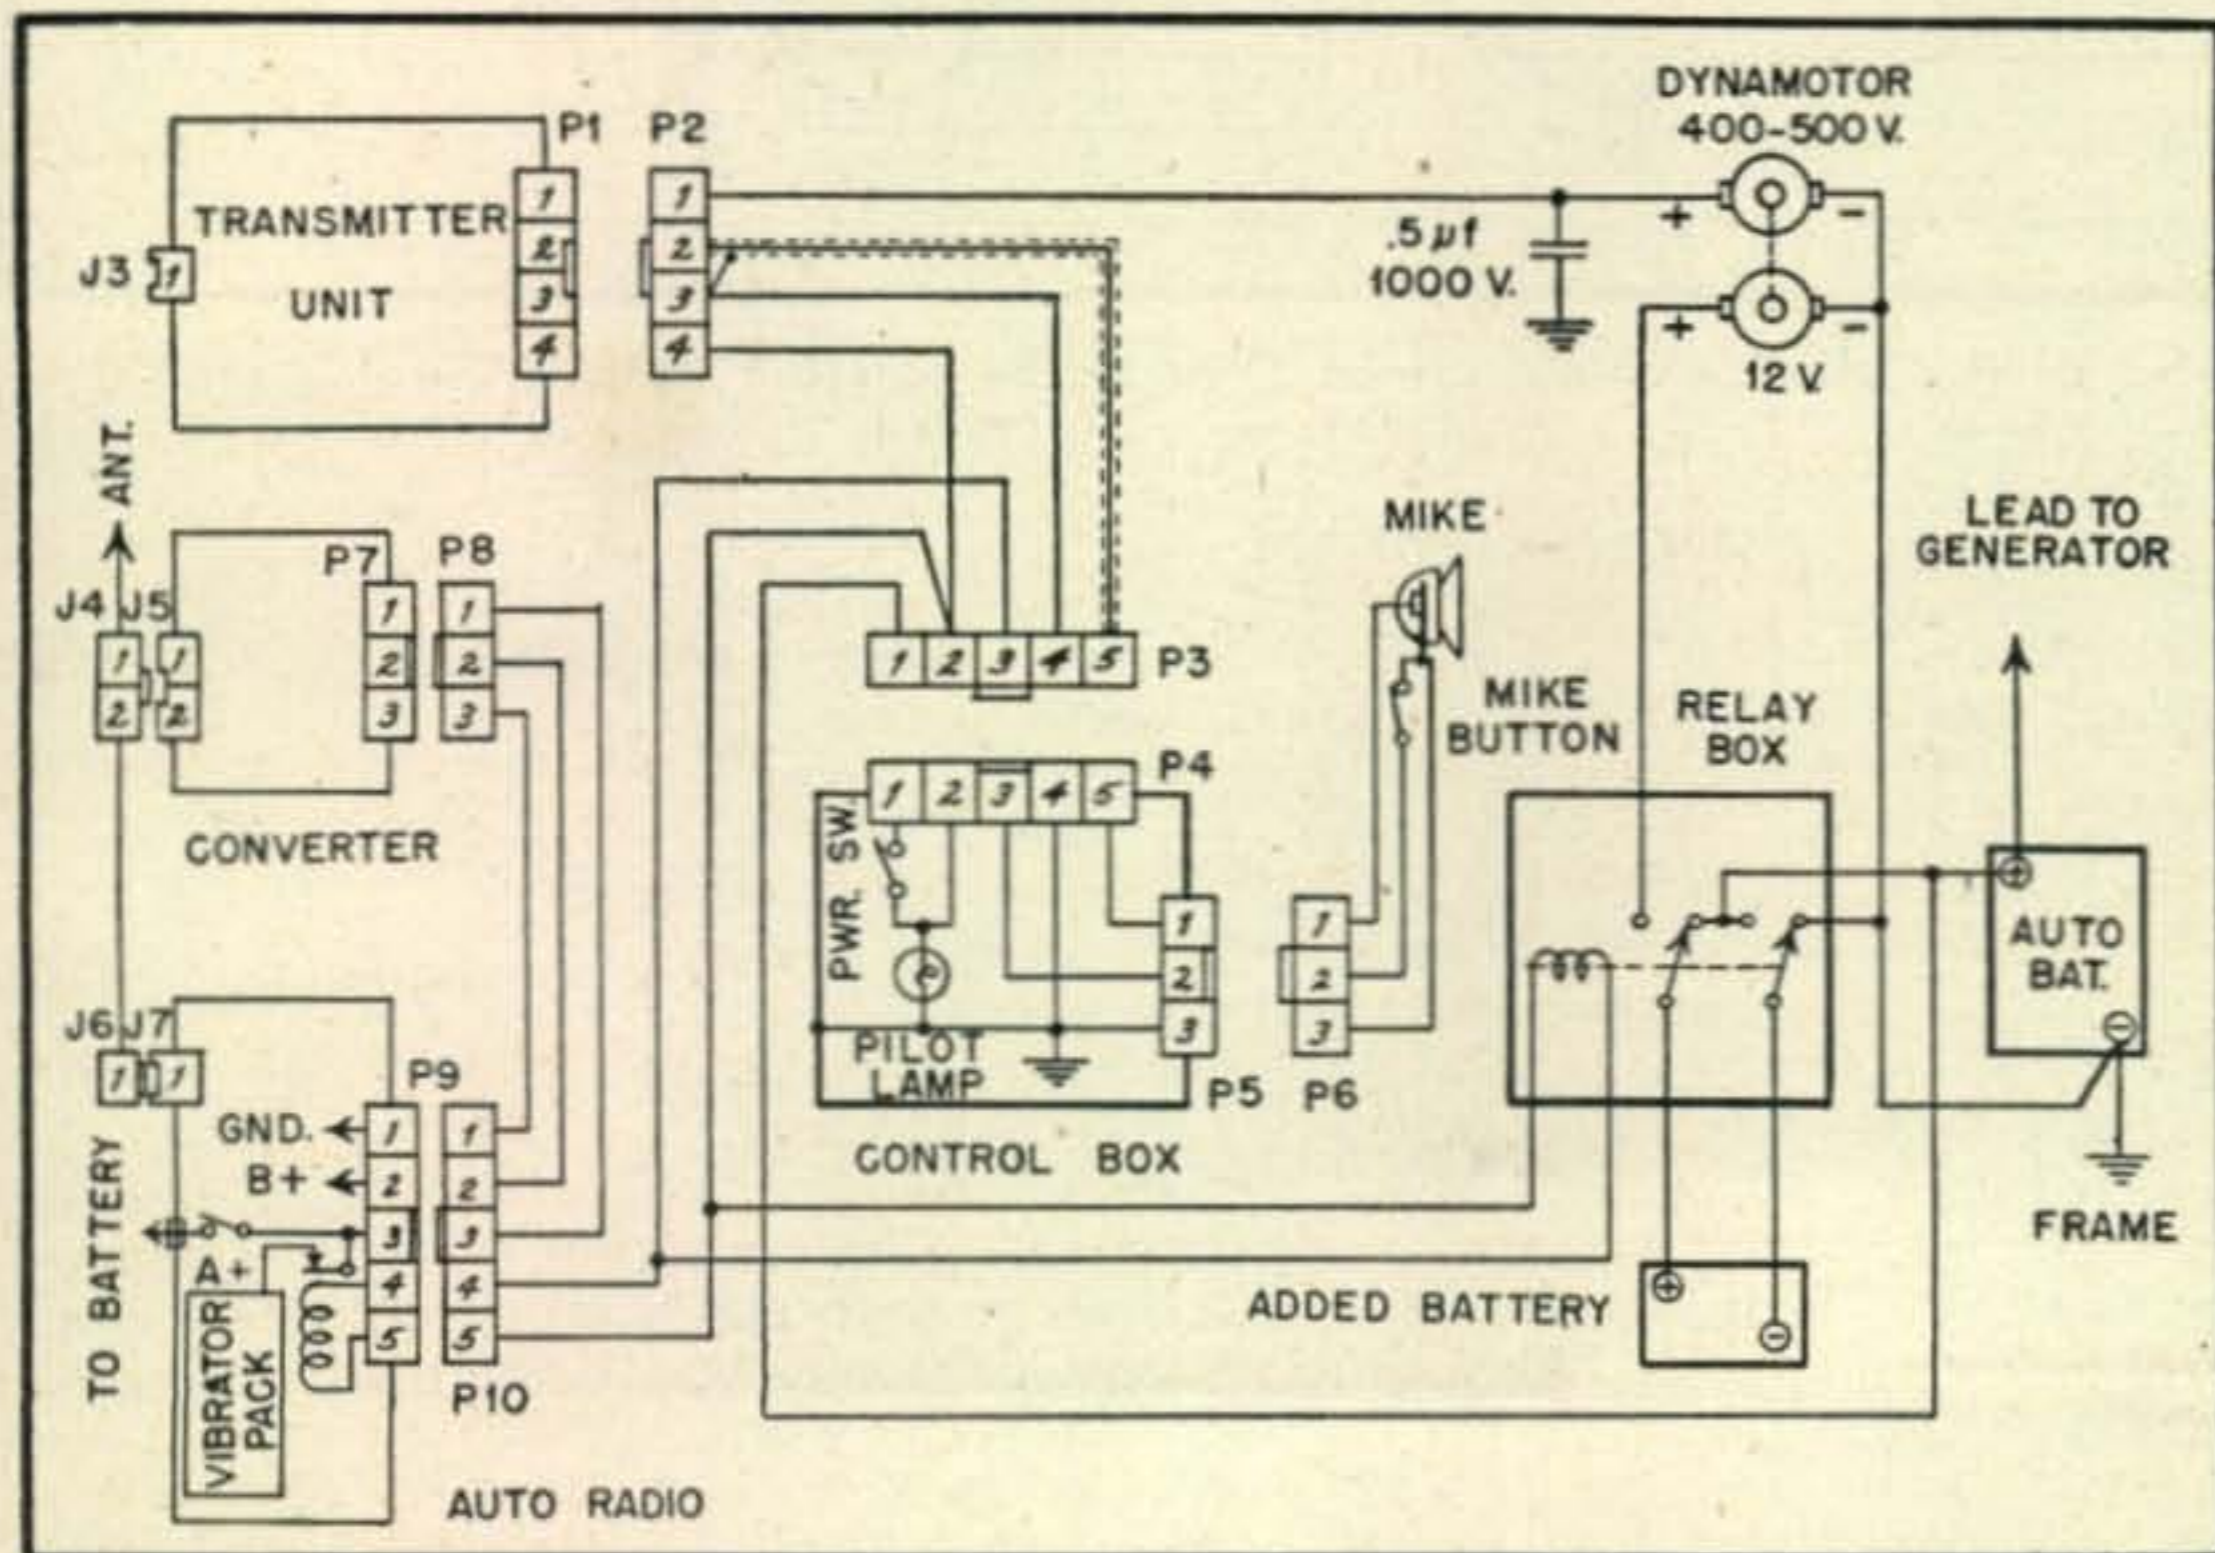 DYNAMOTOR
400-500 V.
P1
P2
TRANSMITTER
UNIT
J3
1
1
2
3
4
1
2
3
4
+
-
.5 µf
1000 V.
+
-
12 V.
ANT.
MIKE
LEAD TO
GENERATOR
J4
J5
P7
P8
1
2
1
2
1
2
3
1
2
3
1
2
3
4
5
P3
MIKE
BUTTON
RELAY
BOX
CONVERTER
PWR. SW.
1
2
3
4
5
P4
1
2
3
1
2
3
AUTO
BAT.
+
-
PILOT
LAMP
P5
P6
CONTROL BOX
FRAME
J6
J7
1
1
P9
GND.
B+
A+
1
2
3
4
5
1
2
3
4
5
TO BATTERY
VIBRATOR
PACK
P10
ADDED BATTERY
+
-
AUTO RADIO